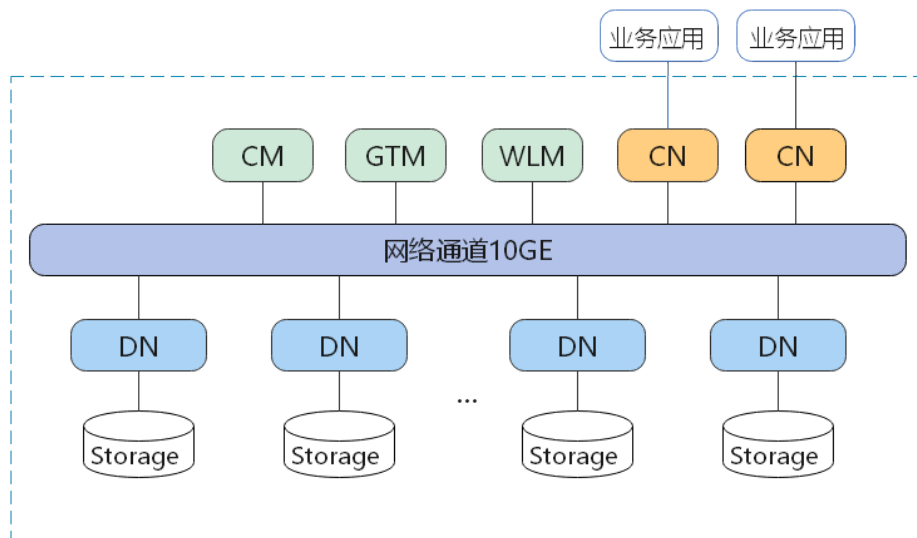 业务应用 业务应用
CM GTM WLM CN CN
网络通道10GE
DN DN DN DN
...
Storage Storage Storage Storage